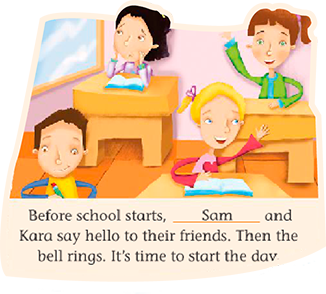 Before school starts, Sam and
Kara say hello to their friends. Then the
bell rings. It's time to start the day